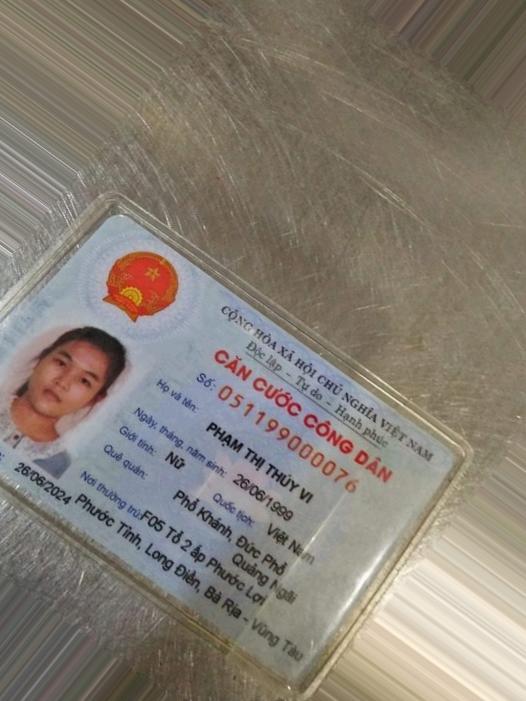 CỘNG HÒA XÃ HỘI CHỦ NGHĨA VIỆT NAM
Độc lập - Tự do - Hạnh phúc
CĂN CƯỚC CÔNG DÂN
Số: 051199000076
Họ và tên:
PHẠM THỊ THÚY VI
Ngày, tháng, năm sinh: 26/06/1999
Giới tính: Nữ Quốc tịch: Việt Nam
Quê quán: Phổ Khánh, Đức Phổ
Quảng Ngãi
Nơi thường trú: F05 Tổ 2 ấp Phước Lợi
Phước Tỉnh, Long Điền, Bà Rịa - Vũng Tàu
26/06/2024